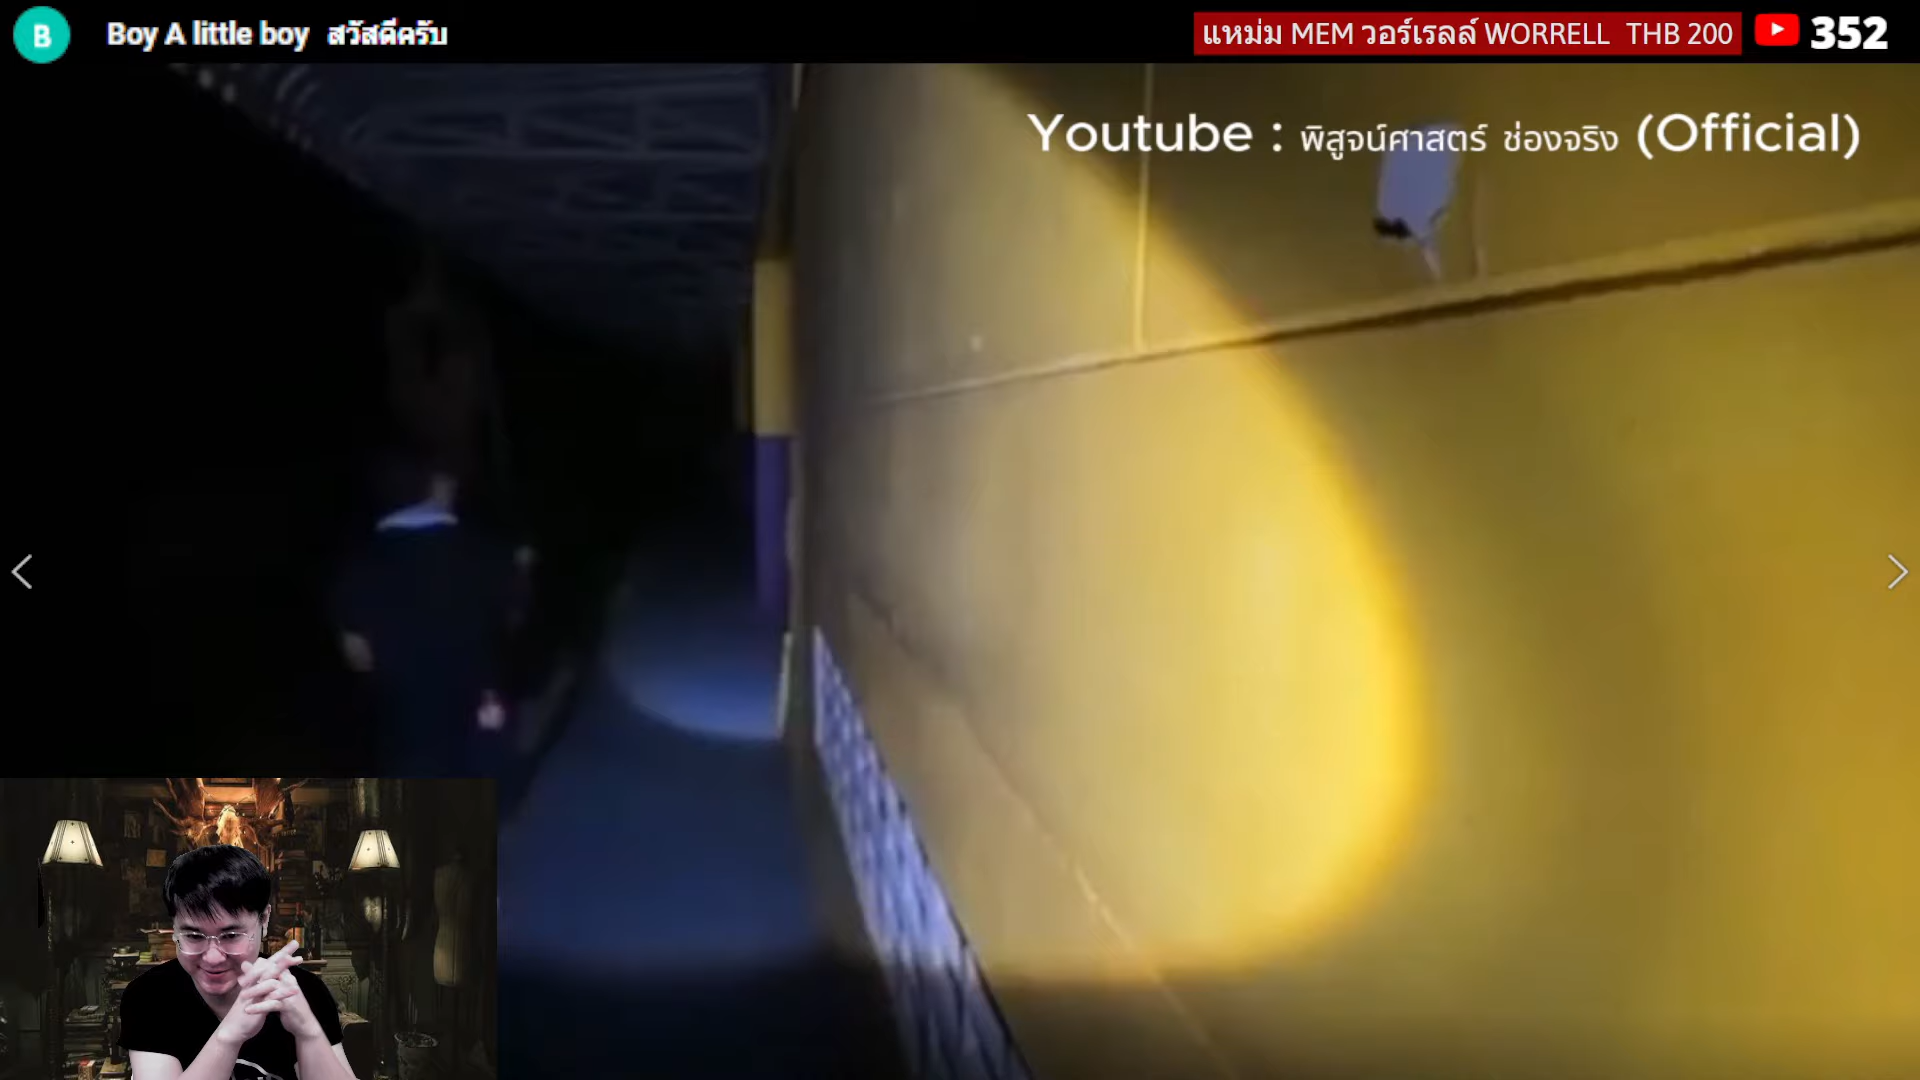 B Boy A little boy สวัสดีครับ
แหม่ม MEM วอร์เรลล์ WORRELL THB 200 352
Youtube : พิสูจน์ศาสตร์ ช่องจริง (Official)